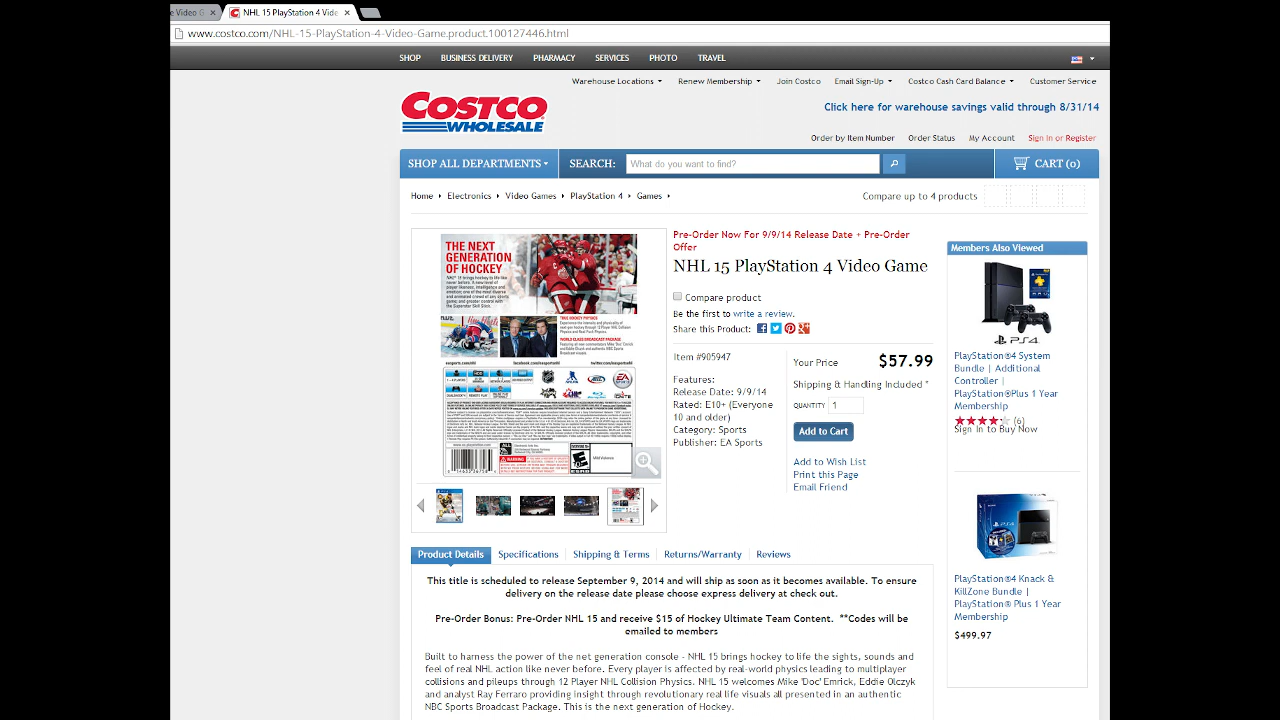 e Video G
NHL 15 PlayStation 4 Vide
www.costco.com/NHL-15-PlayStation-4-Video-Game.product.100127446.html
SHOP BUSINESS DELIVERY PHARMACY SERVICES PHOTO TRAVEL
Warehouse Locations Renew Membership Join Costco Email Sign-Up Costco Cash Card Balance Customer Service
COSTCO
WHOLESALE
Click here for warehouse savings valid through 8/31/14
Order by Item Number Order Status My Account Sign In or Register
SHOP ALL DEPARTMENTS SEARCH: What do you want to find? CART (0)
Home Electronics Video Games PlayStation 4 Games
Compare up to 4 products
THE NEXT
GENERATION
OF HOCKEY
WORLD CLASS BROADCAST PACKAGE
easports.com/nhl facebook.com/easportsnhl twitter.com/easportsnhl
Pre-Order Now For 9/9/14 Release Date + Pre-Order
Offer
NHL 15 PlayStation 4 Video Game
Compare product
Be the first to write a review.
Share this Product:
Item #905947
Features:
Release Date: 9/9/14
Rated: E10+ (Everyone
10 and older)
Category: Sports
Publisher: EA Sports
Your Price $57.99
Shipping & Handling Included *
QUANTITY 1
Add to Cart
Add to Wish List
Print this Page
Email Friend
Members Also Viewed
PS4
PlayStation®4 System
Bundle | Additional
Controller |
PlayStation®Plus 1 Year
Membership
(6)
Sign In to Buy Now
PlayStation®4 Knack &
KillZone Bundle |
PlayStation® Plus 1 Year
Membership
$499.97
Product Details Specifications Shipping & Terms Returns/Warranty Reviews
This title is scheduled to release September 9, 2014 and will ship as soon as it becomes available. To ensure
delivery on the release date please choose express delivery at check out.
Pre-Order Bonus: Pre-Order NHL 15 and receive $15 of Hockey Ultimate Team Content. **Codes will be
emailed to members
Built to harness the power of the net generation console - NHL 15 brings hockey to life the sights, sounds and
feel of real NHL action like never before. Every player is affected by real-world physics leading to multiplayer
collisions and pileups through 12 Player NHL Collision Physics. NHL 15 welcomes Mike 'Doc' Emrick, Eddie Olczyk
and analyst Ray Ferraro providing insight through revolutionary real life visuals all presented in an authentic
NBC Sports Broadcast Package. This is the next generation of Hockey.